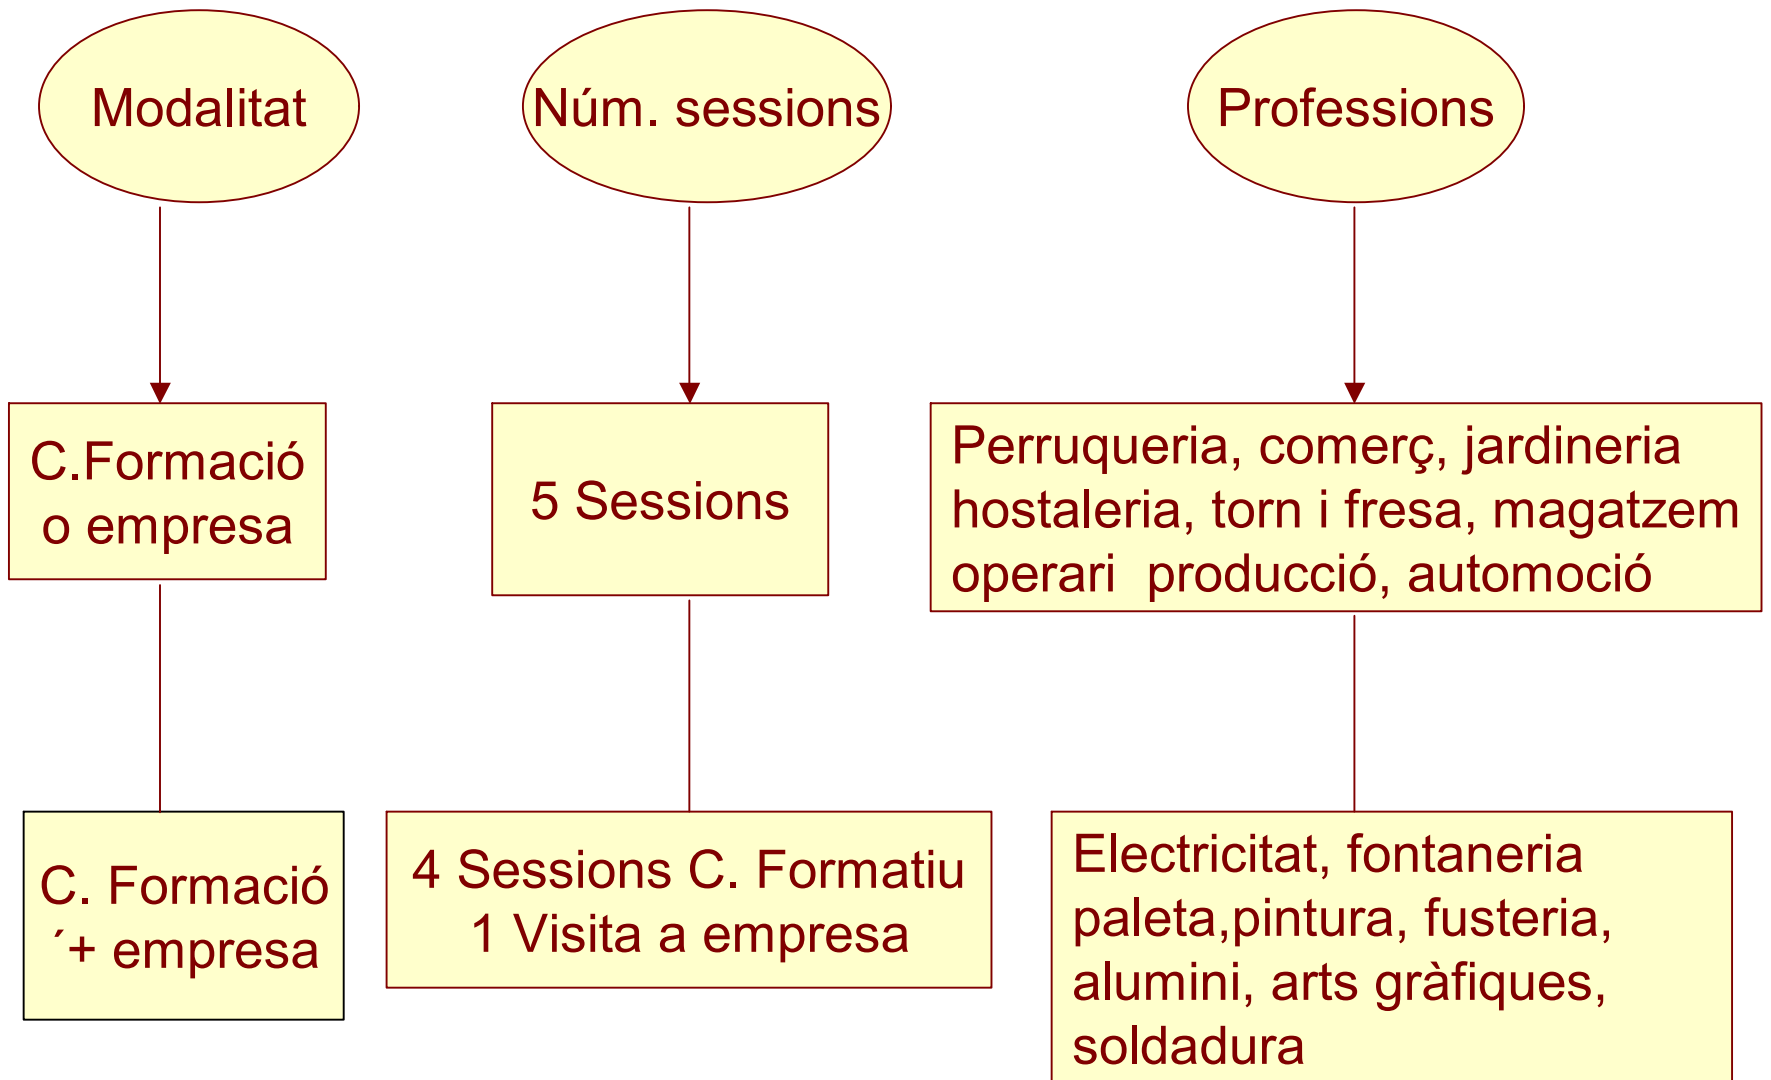 Modalitat
Núm. sessions
Professions
C.Formació
o empresa
5 Sessions
Perruqueria, comerç, jardineria
hostaleria, torn i fresa, magatzem
operari  producció, automoció
C. Formació
´+ empresa
4 Sessions C. Formatiu
1 Visita a empresa
Electricitat, fontaneria
paleta,pintura, fusteria,
alumini, arts gràfiques,
soldadura